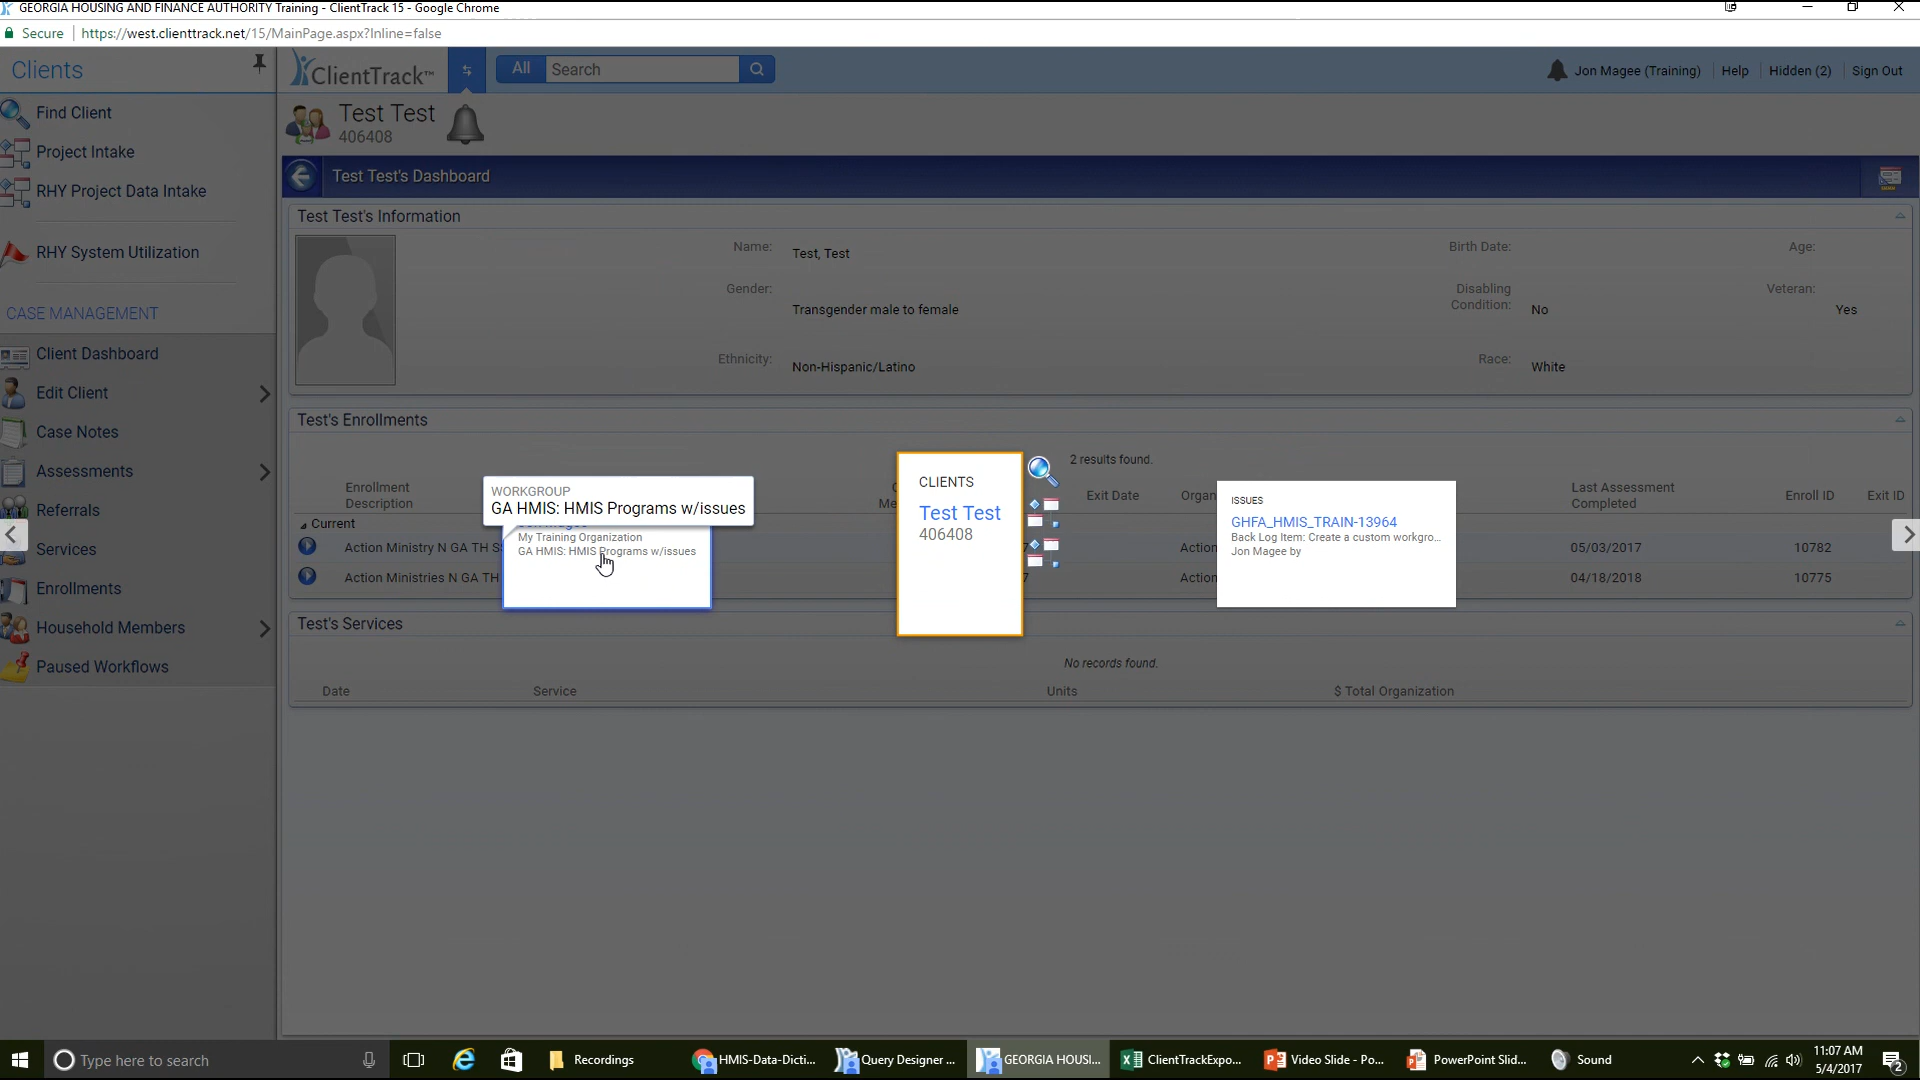 GEORGIA HOUSING AND FINANCE AUTHORITY Training - ClientTrack 15 - Google Chrome
Secure
https://west.clienttrack.net/15/MainPage.aspx?Inline=false
Clients
ClientTrack™
All
Search
Jon Magee (Training)
Help
Hidden (2)
Sign Out
Find Client
Project Intake
RHY Project Data Intake
RHY System Utilization
CASE MANAGEMENT
Client Dashboard
Edit Client
Case Notes
Assessments
Referrals
Services
Enrollments
Household Members
Paused Workflows
Test Test
406408
Test Test's Dashboard
Test Test's Information
Name:
Test, Test
Birth Date:
Age:
Gender:
Transgender male to female
Disabling Condition:
No
Veteran:
Yes
Ethnicity:
Non-Hispanic/Latino
Race:
White
Test's Enrollments
2 results found.
Enrollment Description
Exit Date
Organ
Last Assessment Completed
Enroll ID
Exit ID
Current
Action Ministry N GA TH S
Action
05/03/2017
10782
Action Ministries N GA TH
7
Action
04/18/2018
10775
WORKGROUP
GA HMIS: HMIS Programs w/issues
My Training Organization
GA HMIS: HMIS Programs w/issues
CLIENTS
Test Test
406408
ISSUES
GHFA_HMIS_TRAIN-13964
Back Log Item: Create a custom workgro...
Jon Magee by
Test's Services
No records found.
Date
Service
Units
$ Total
Organization
Type here to search
Recordings
HMIS-Data-Dicti...
Query Designer ...
GEORGIA HOUSI...
ClientTrackExpo...
Video Slide - Po...
PowerPoint Slid...
Sound
11:07 AM
5/4/2017
2